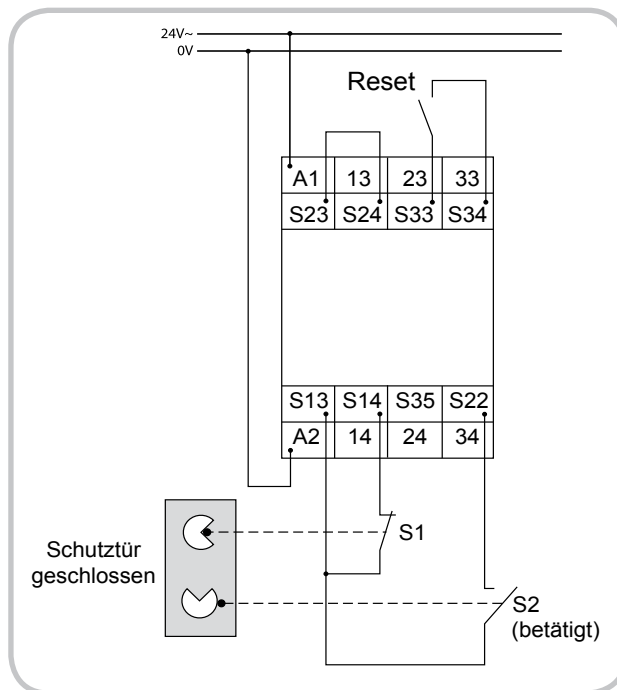 24V~
0V
Reset
A1 13 23 33
S23 S24 S33 S34
S13 S14 S35 S22
A2 14 24 34
S1
Schutztür
geschlossen
S2
(betätigt)